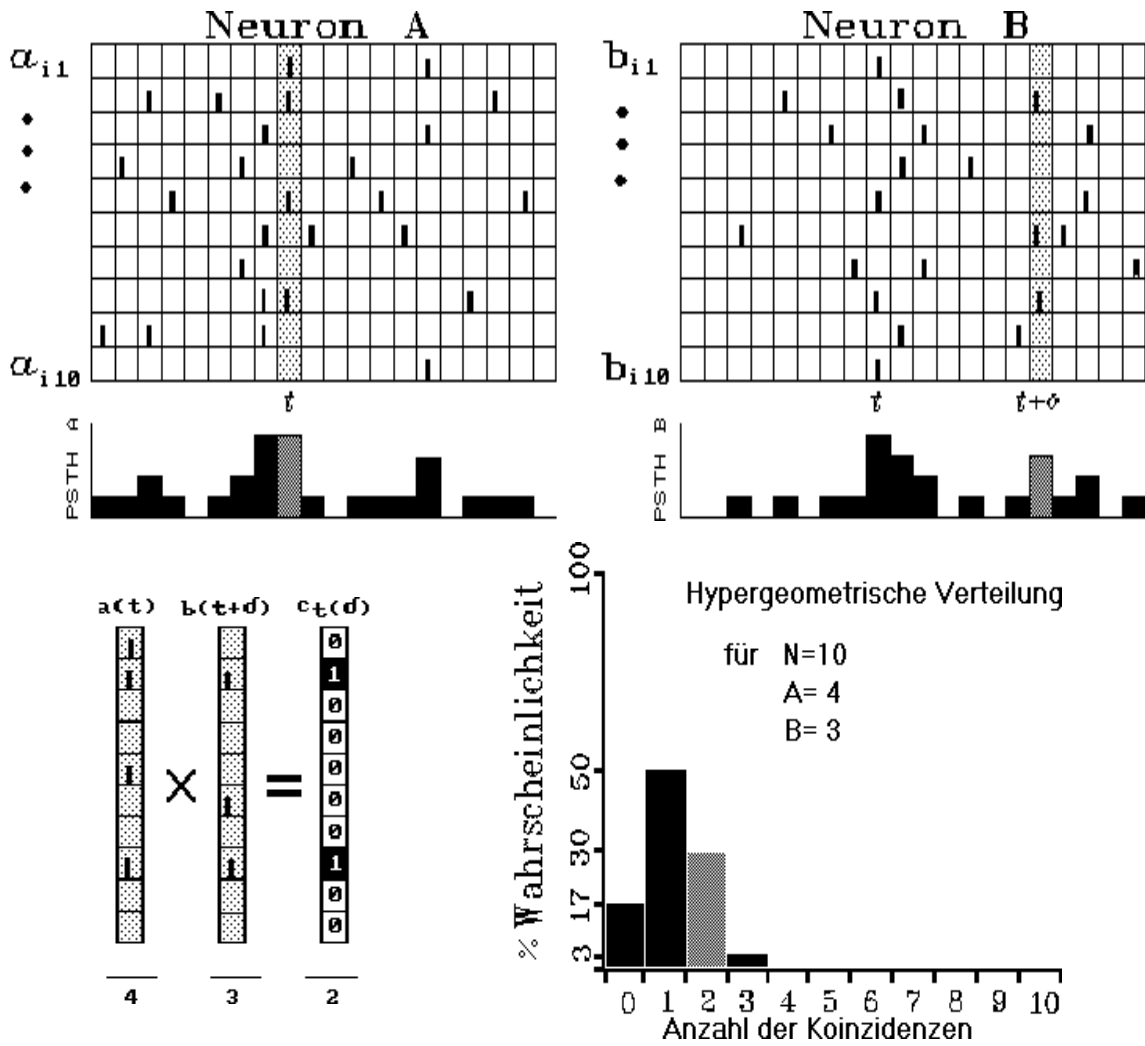 Neuron A
Neuron B
a i1
b i1
a i10
b i10
t
t
t+σ
PSTH A
PSTH B
a(t)
b(t+d)
ct(d)
0
1
0
0
0
0
0
1
0
0
×
=
4
3
2
Hypergeometrische Verteilung
für N=10
A= 4
B= 3
% Wahrscheinlichkeit
100
50
30
17
3
0 1 2 3 4 5 6 7 8 9 10
Anzahl der Koinzidenzen